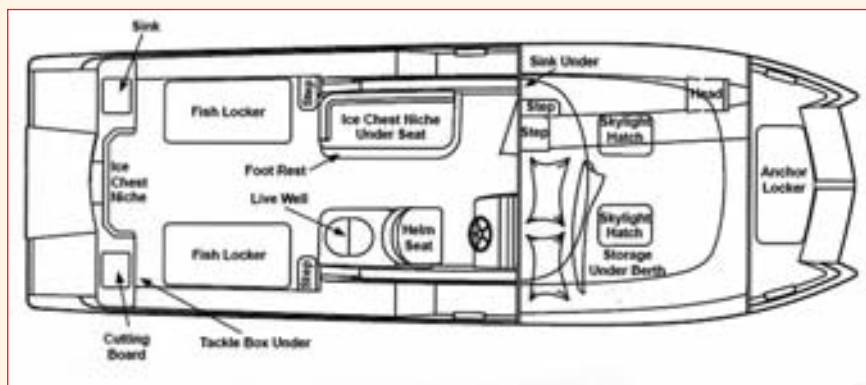 Sink
Sink Under
Fish Locker
Step
Ice Chest Niche
Under Seat
Step
Step
Skylight
Hatch
Head
Foot Rest
Ice
Chest
Niche
Live Well
Helm
Seat
Anchor
Locker
Skylight
Hatch
Fish Locker
Step
Storage
Under Berth
Cutting
Board
Tackle Box Under